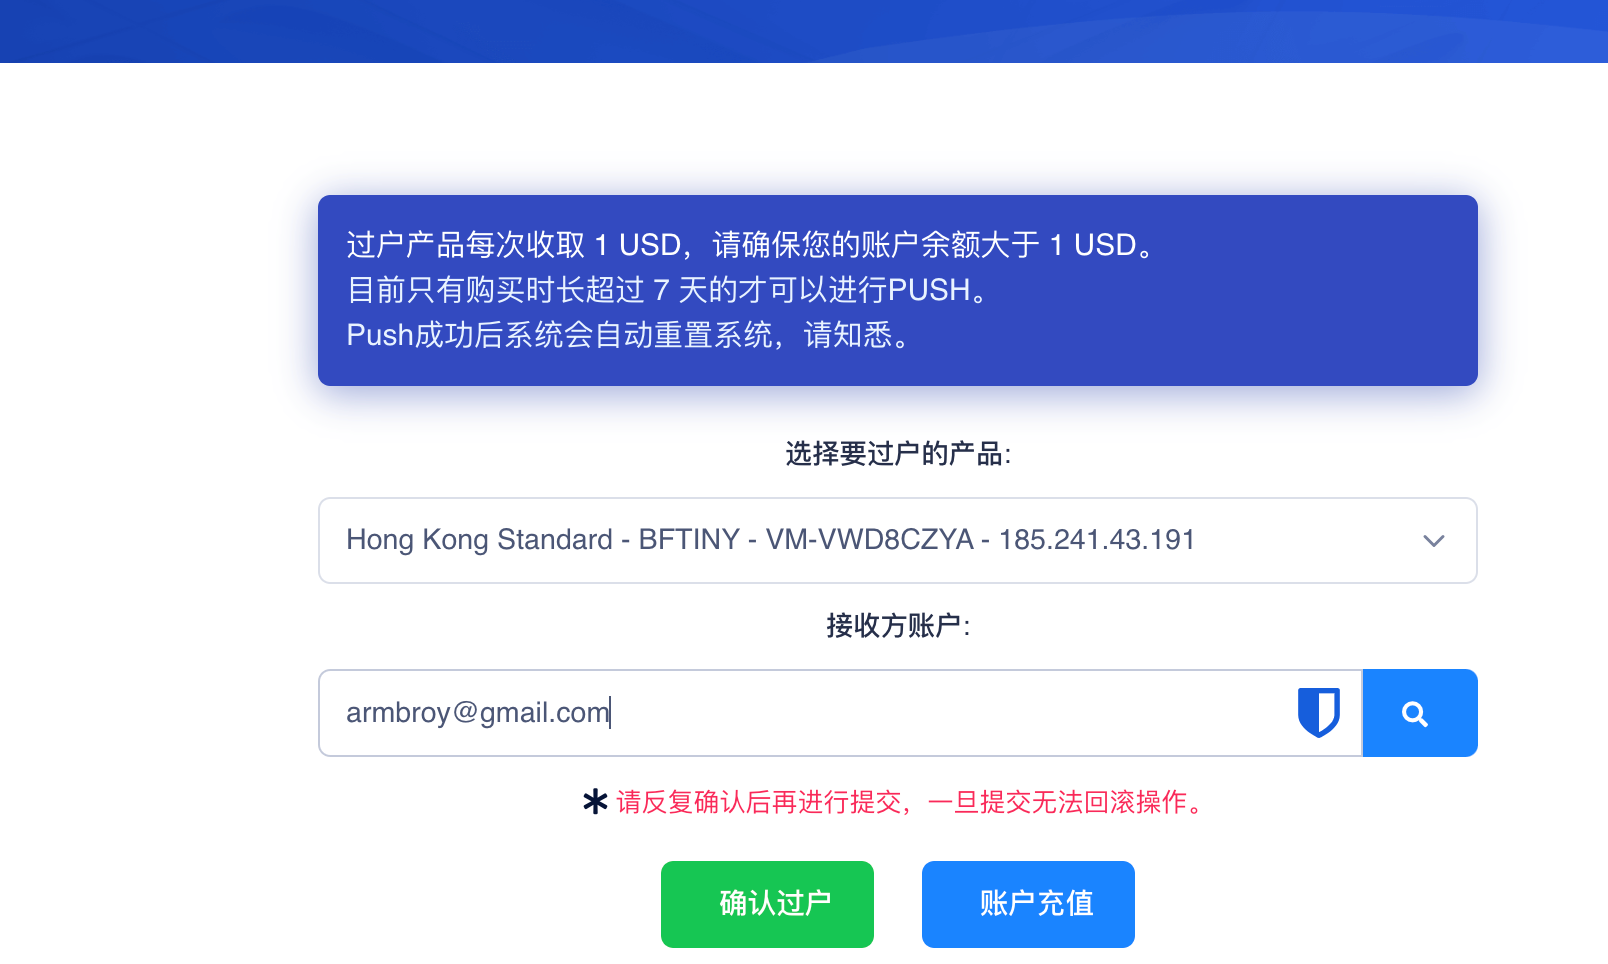 过户产品每次收取 1 USD，请确保您的账户余额大于 1 USD。
目前只有购买时长超过 7 天的才可以进行PUSH。
Push成功后系统会自动重置系统，请知悉。
选择要过户的产品:
Hong Kong Standard - BFTINY - VM-VWD8CZYA - 185.241.43.191
接收方账户:
armbroy@gmail.com
* 请反复确认后再进行提交，一旦提交无法回滚操作。
确认过户
账户充值